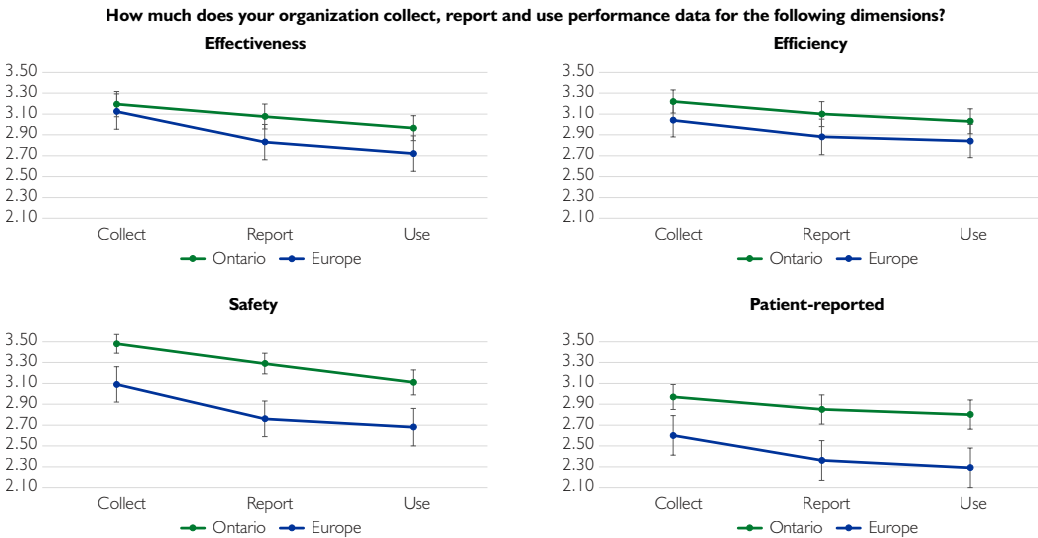 How much does your organization collect, report and use performance data for the following dimensions?
Effectiveness
3.50
3.30
3.10
2.90
2.70
2.50
2.30
2.10
Collect Report Use
Ontario Europe
Efficiency
3.50
3.30
3.10
2.90
2.70
2.50
2.30
2.10
Collect Report Use
Ontario Europe
Safety
3.50
3.30
3.10
2.90
2.70
2.50
2.30
2.10
Collect Report Use
Ontario Europe
Patient-reported
3.50
3.30
3.10
2.90
2.70
2.50
2.30
2.10
Collect Report Use
Ontario Europe